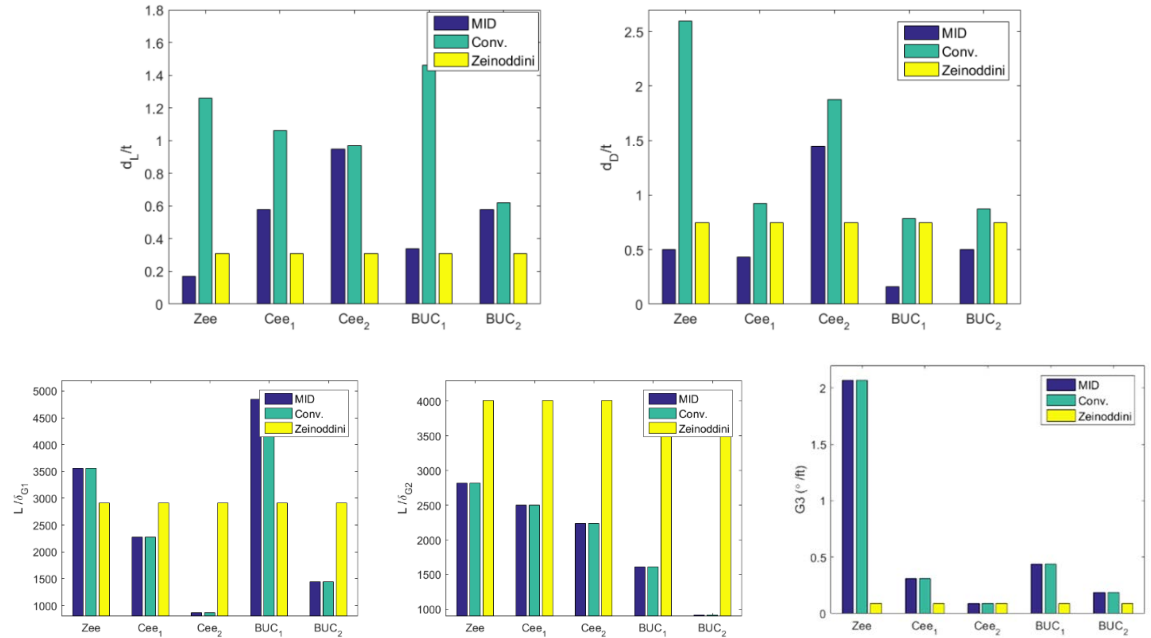 d_L/t
1.8
1.6
1.4
1.2
1
0.8
0.6
0.4
0.2
0
MID
Conv.
Zeinoddini
Zee Cee_1 Cee_2 BUC_1 BUC_2
d_D/t
2.5
2
1.5
1
0.5
0
MID
Conv.
Zeinoddini
Zee Cee_1 Cee_2 BUC_1 BUC_2
L/δ_G1
5000
4500
4000
3500
3000
2500
2000
1500
1000
MID
Conv.
Zeinoddini
Zee Cee_1 Cee_2 BUC_1 BUC_2
L/δ_G2
4000
3500
3000
2500
2000
1500
1000
MID
Conv.
Zeinoddini
Zee Cee_1 Cee_2 BUC_1 BUC_2
G3 (°/ft)
2
1.5
1
0.5
0
MID
Conv.
Zeinoddini
Zee Cee_1 Cee_2 BUC_1 BUC_2